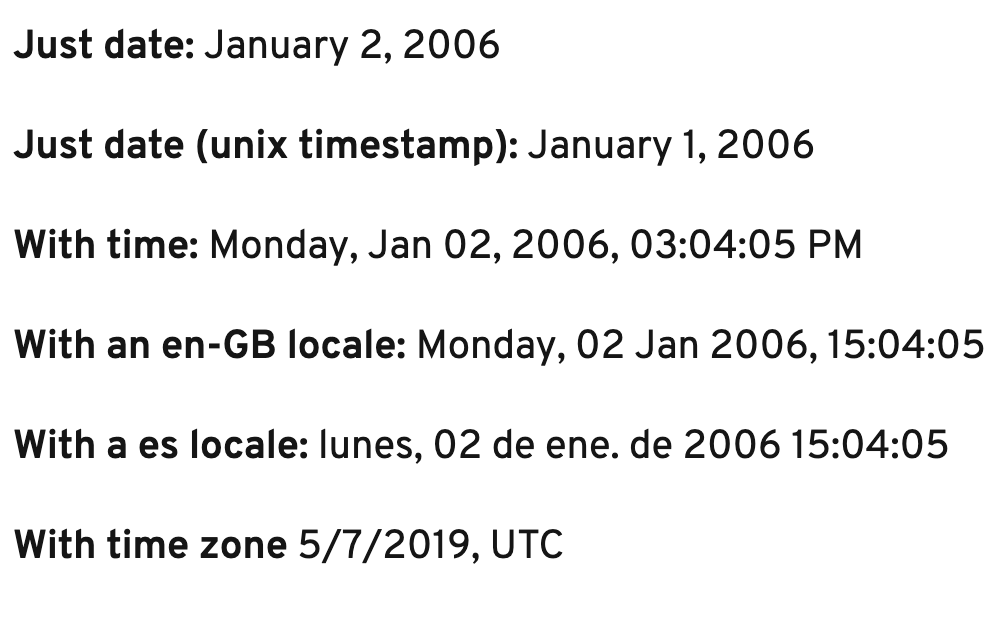 Just date: January 2, 2006
Just date (unix timestamp): January 1, 2006
With time: Monday, Jan 02, 2006, 03:04:05 PM
With an en-GB locale: Monday, 02 Jan 2006, 15:04:05
With a es locale: lunes, 02 de ene. de 2006 15:04:05
With time zone 5/7/2019, UTC